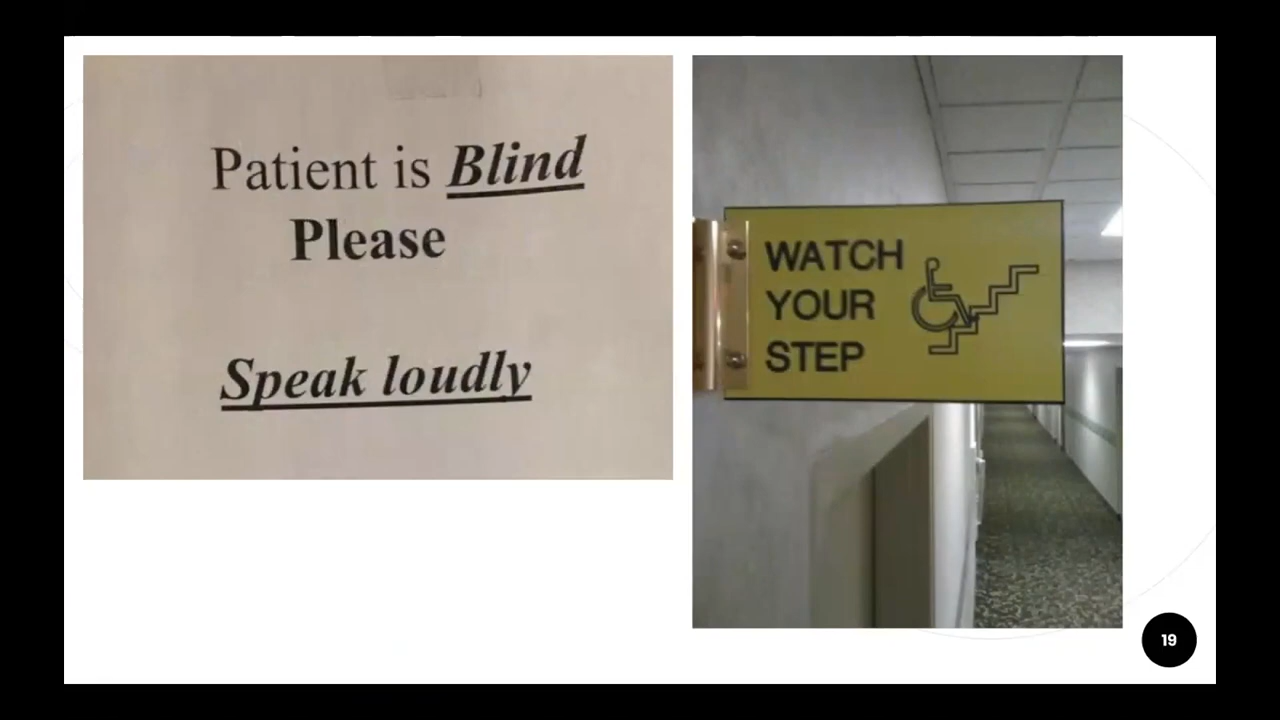 Patient is Blind
Please
Speak loudly
WATCH
YOUR
STEP
19